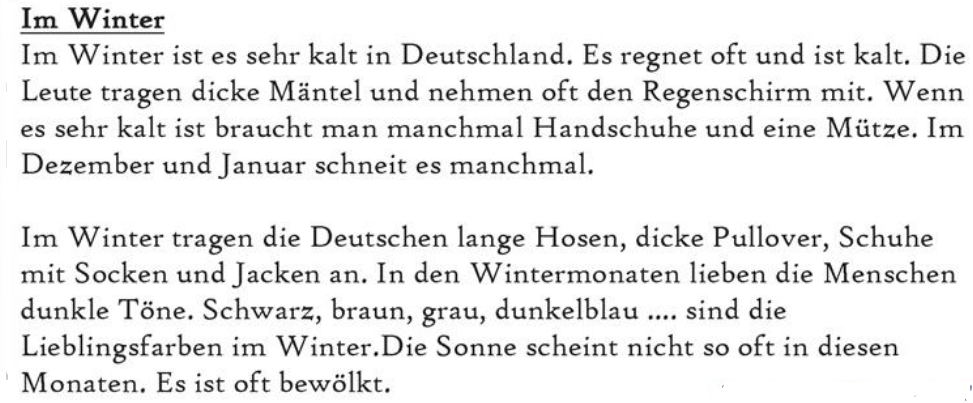 Im Winter
Im Winter ist es sehr kalt in Deutschland. Es regnet oft und ist kalt. Die
Leute tragen dicke Mäntel und nehmen oft den Regenschirm mit. Wenn
es sehr kalt ist braucht man manchmal Handschuhe und eine Mütze. Im
Dezember und Januar schneit es manchmal.

Im Winter tragen die Deutschen lange Hosen, dicke Pullover, Schuhe
mit Socken und Jacken an. In den Wintermonaten lieben die Menschen
dunkle Töne. Schwarz, braun, grau, dunkelblau .... sind die
Lieblingsfarben im Winter.Die Sonne scheint nicht so oft in diesen
Monaten. Es ist oft bewölkt.